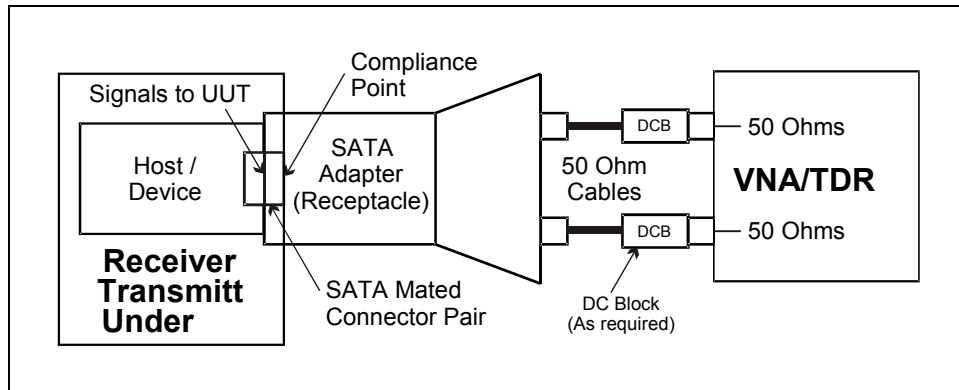 Compliance
Point
Signals to UUT
Host /
Device
SATA
Adapter
(Receptacle)
Receiver
Transmitt
Under
SATA Mated
Connector Pair
50 Ohm
Cables
DCB
DCB
DC Block
(As required)
50 Ohms
VNA/TDR
50 Ohms